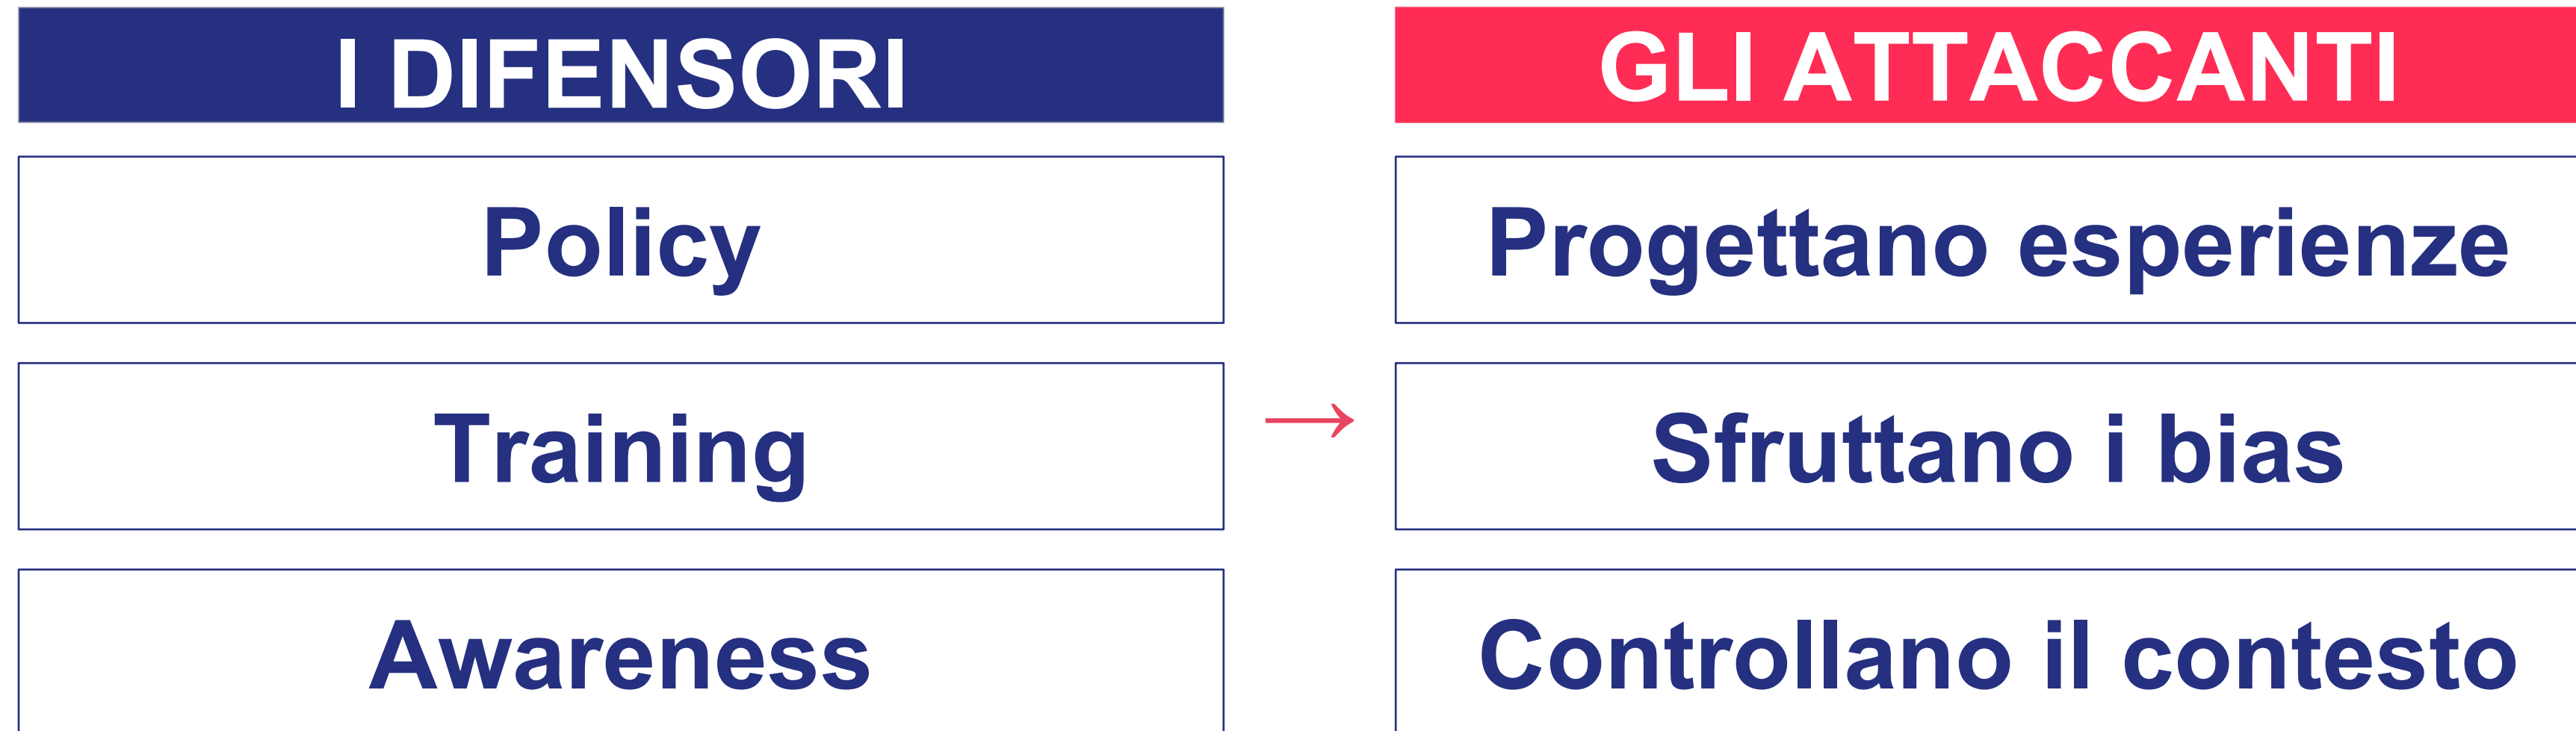 I DIFENSORI
Policy
Training
Awareness
→
GLI ATTACCANTI
Progettano esperienze
Sfruttano i bias
Controllano il contesto